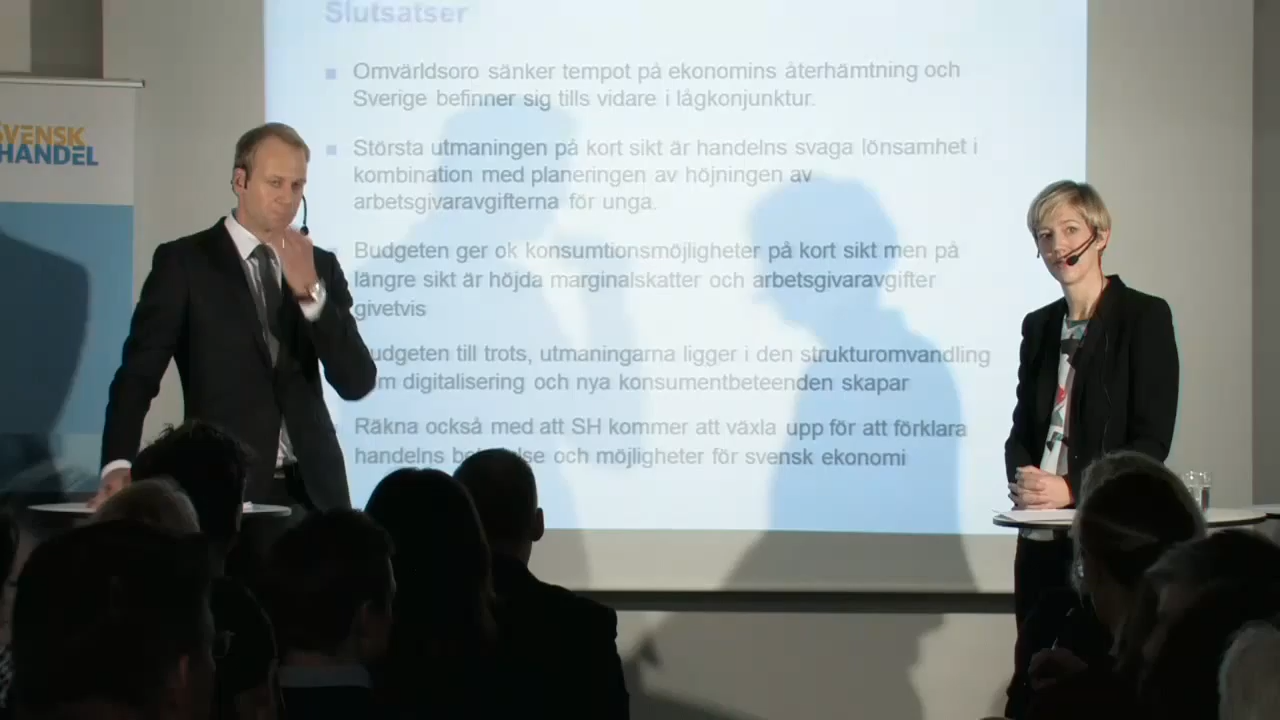 Slutsatser
Omvärldsoro sänker tempot på ekonomins återhämtning och
Sverige befinner sig tills vidare i lågkonjunktur.
Största utmaningen på kort sikt är handelns svaga lönsamhet i
kombination med planeringen av höjningen av
arbetsgivaravgifterna för unga.
Budgeten ger ok konsumtionsmöjligheter på kort sikt men på
längre sikt är höjda marginalskatter och arbetsgivaravgifter
givetvis
udgeten till trots, utmaningarna ligger i den strukturomvandling
m digitalisering och nya konsumentbeteenden skapar
Räkna också med att SH kommer att växla upp för att förklara
handelns och möjligheter för svensk ekonomi
SVENSK
HANDEL